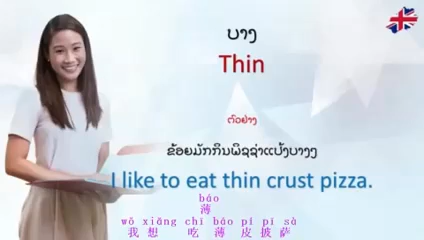 ບາງ
Thin
ຕົວຢ່າງ
ຂ້ອຍມັກກິນພິຊຊ່າແປ້ງບາງໆ
I like to eat thin crust pizza.
báo
薄
wǒ xiǎng chī báo pí pī sà
我 想 吃 薄 皮 披 萨